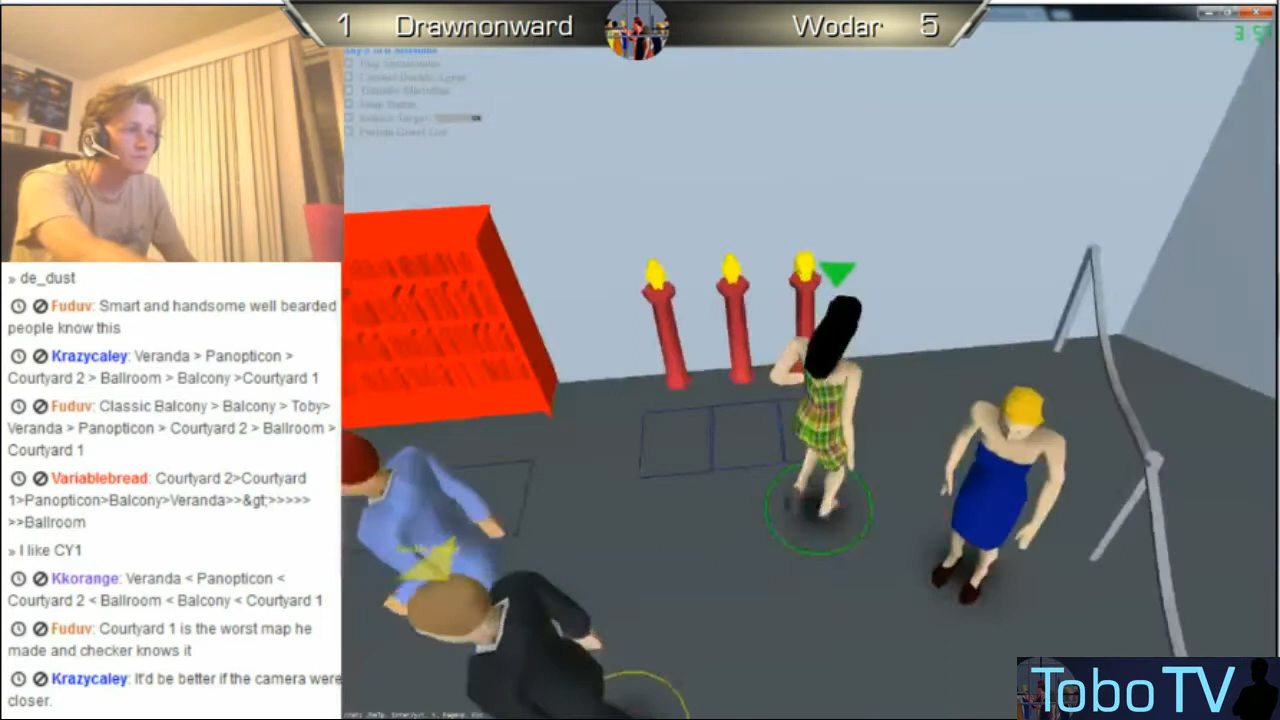 1 Drawnonward Wodar 5
» de_dust
Fuduv: Smart and handsome well bearded
people know this
Krazycaley: Veranda > Panopticon >
Courtyard 2 > Ballroom > Balcony >Courtyard 1
Fuduv: Classic Balcony > Balcony > Toby>
Veranda > Panopticon > Courtyard 2 > Ballroom >
Courtyard 1
Variablebread: Courtyard 2>Courtyard
1>Panopticon>Balcony>Veranda>>&gt;>>>>>
>>Ballroom
» I like CY1
Kkorange: Veranda < Panopticon <
Courtyard 2 < Ballroom < Balcony < Courtyard 1
Fuduv: Courtyard 1 is the worst map he
made and checker knows it
Krazycaley: It'd be better if the camera were
closer.
Tobo TV